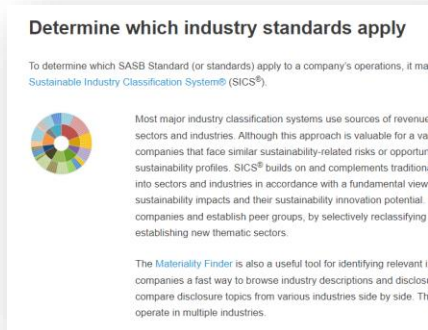 Determine which industry standards apply
To determine which SASB Standard (or standards) apply to a company's operations, it ma
Sustainable Industry Classification System® (SICS®).
Most major industry classification systems use sources of revenue
sectors and industries. Although this approach is valuable for a va
companies that face similar sustainability-related risks or opportun
sustainability profiles. SICS® builds on and complements tradition
into sectors and industries in accordance with a fundamental view
sustainability impacts and their sustainability innovation potential.
companies and establish peer groups, by selectively reclassifying
establishing new thematic sectors.
The Materiality Finder is also a useful tool for identifying relevant i
companies a fast way to browse industry descriptions and disclosu
compare disclosure topics from various industries side by side. Th
operate in multiple industries.